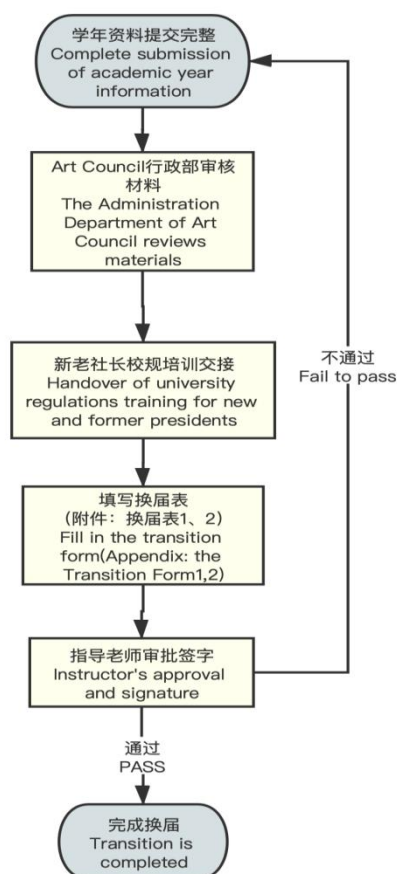 学年资料提交完整
Complete submission
of academic year
information
Art Council行政部审核
材料
The Administration
Department of Art
Council reviews
materials
新老社长校规培训交接
Handover of university
regulations training for new
and former presidents
不通过
Fail to pass
填写换届表
（附件：换届表1、2）
Fill in the transition
form(Appendix: the
Transition Form1,2)
指导老师审批签字
Instructor's approval
and signature
通过
PASS
完成换届
Transition is
completed